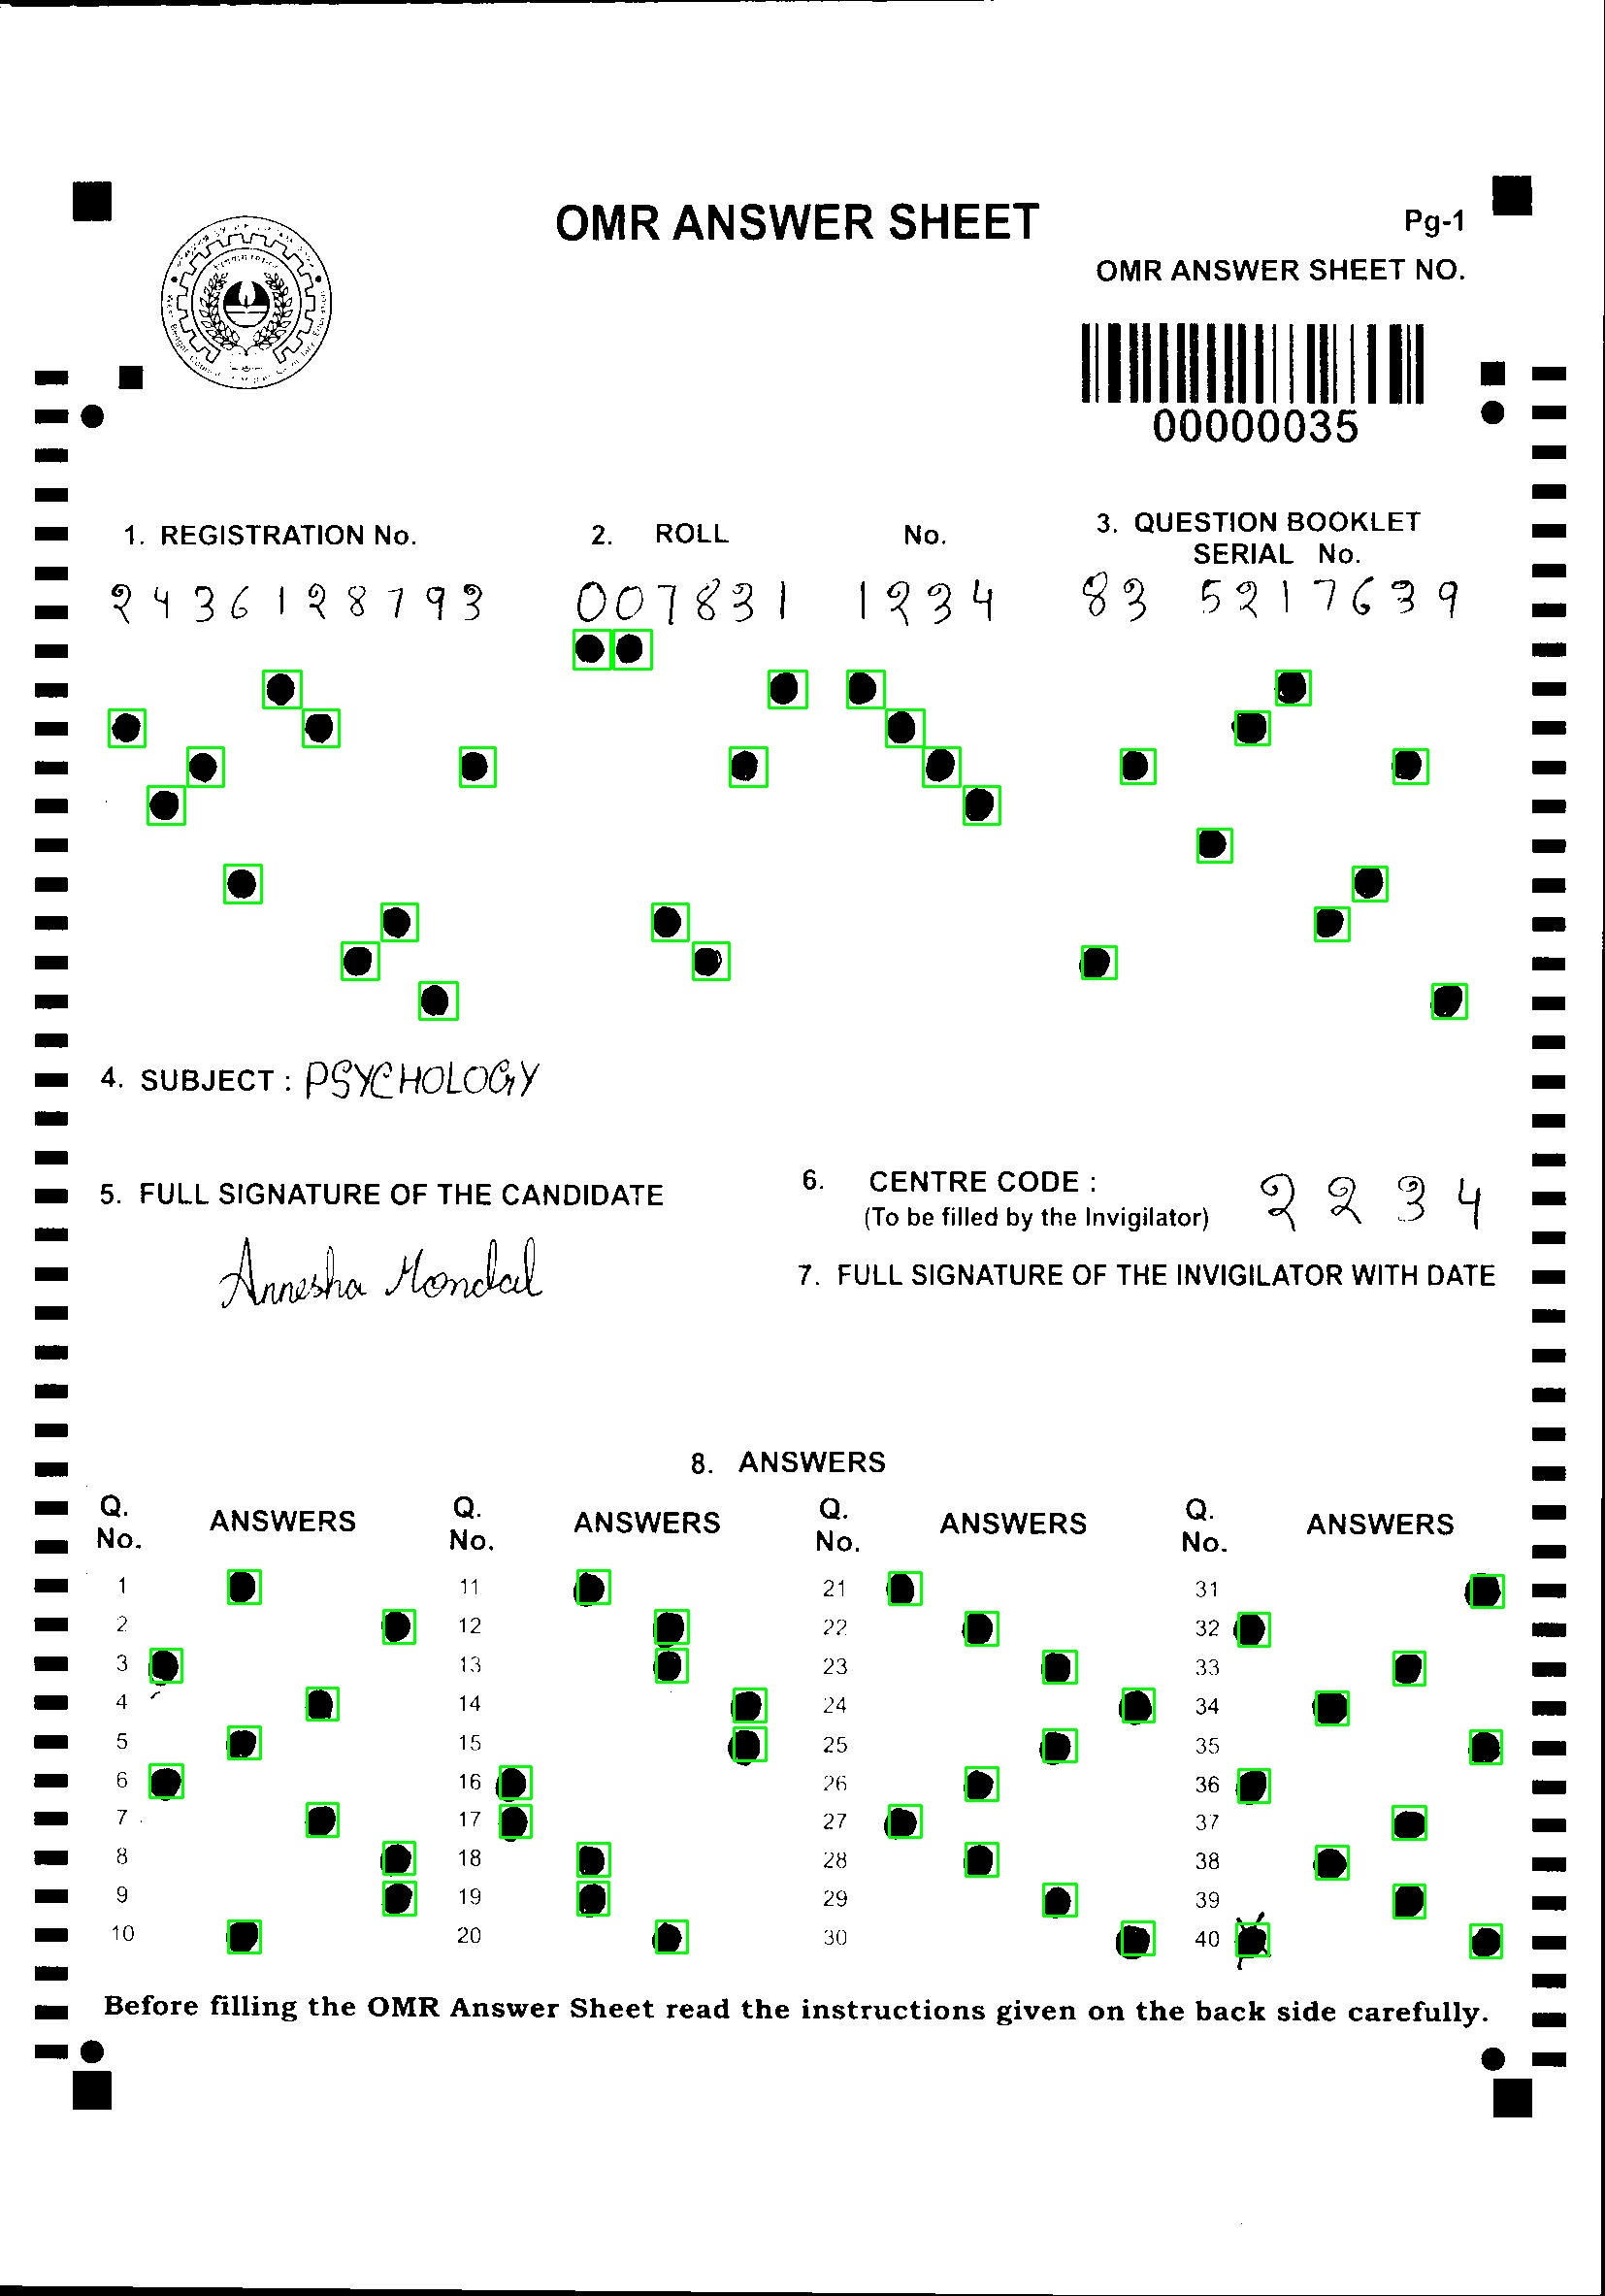 OMR ANSWER SHEET
Pg-1
OMR ANSWER SHEET NO.
00000035
1. REGISTRATION No.
2. ROLL No.
3. QUESTION BOOKLET
SERIAL No.
2436128793 007831 1234 83 5217639
4. SUBJECT : PSYCHOLOGY
5. FULL SIGNATURE OF THE CANDIDATE
6. CENTRE CODE : 2234
(To be filled by the Invigilator)
Annesha Mondal
7. FULL SIGNATURE OF THE INVIGILATOR WITH DATE
8. ANSWERS
Q. No. ANSWERS Q. No. ANSWERS Q. No. ANSWERS Q. No. ANSWERS
1 11 21 31
2 12 22 32
3 13 23 33
4 14 24 34
5 15 25 35
6 16 26 36
7 17 27 37
8 18 28 38
9 19 29 39
10 20 30 40
Before filling the OMR Answer Sheet read the instructions given on the back side carefully.